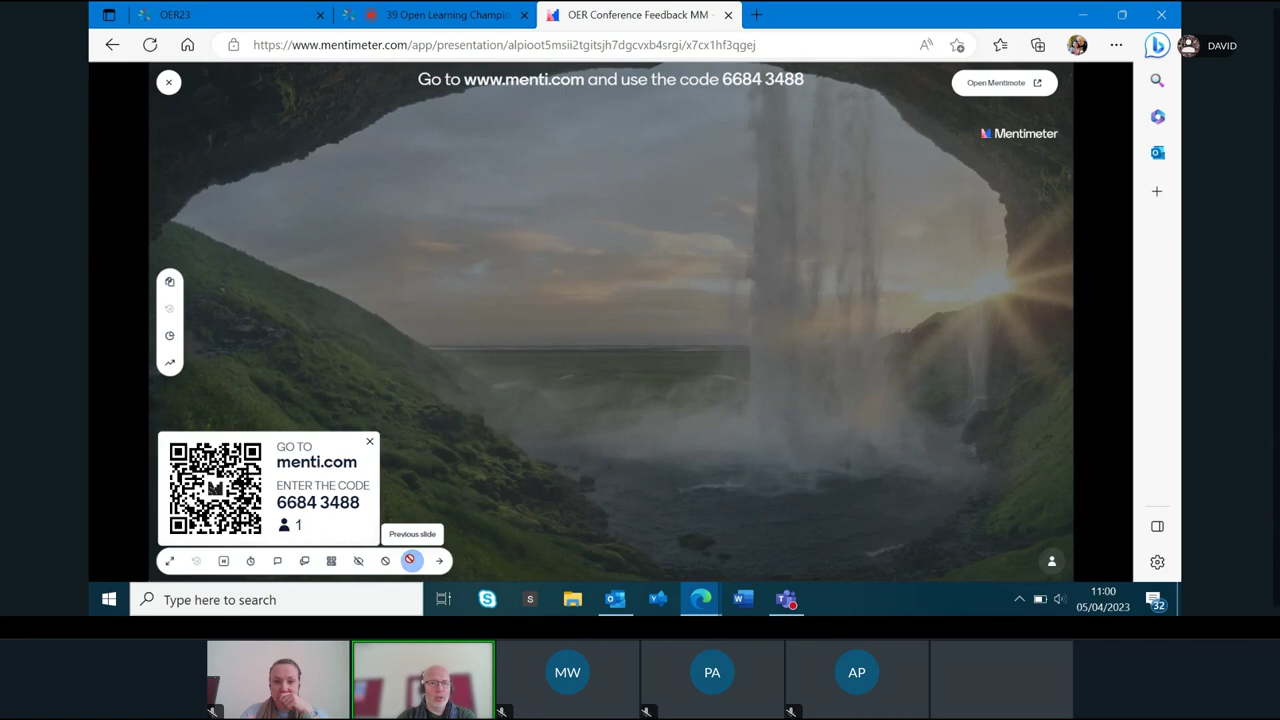 OER23
39 Open Learning Champio
OER Conference Feedback MM -
https://www.mentimeter.com/app/presentation/alpioot5msii2tgitsjh7dgcvxb4srgi/x7cx1hf3qgej
DAVID
Go to www.menti.com and use the code 6684 3488
Open Mentimote
Mentimeter
GO TO
menti.com
ENTER THE CODE
6684 3488
1
Previous slide
Type here to search
S
11:00
05/04/2023
32
MW
PA
AP